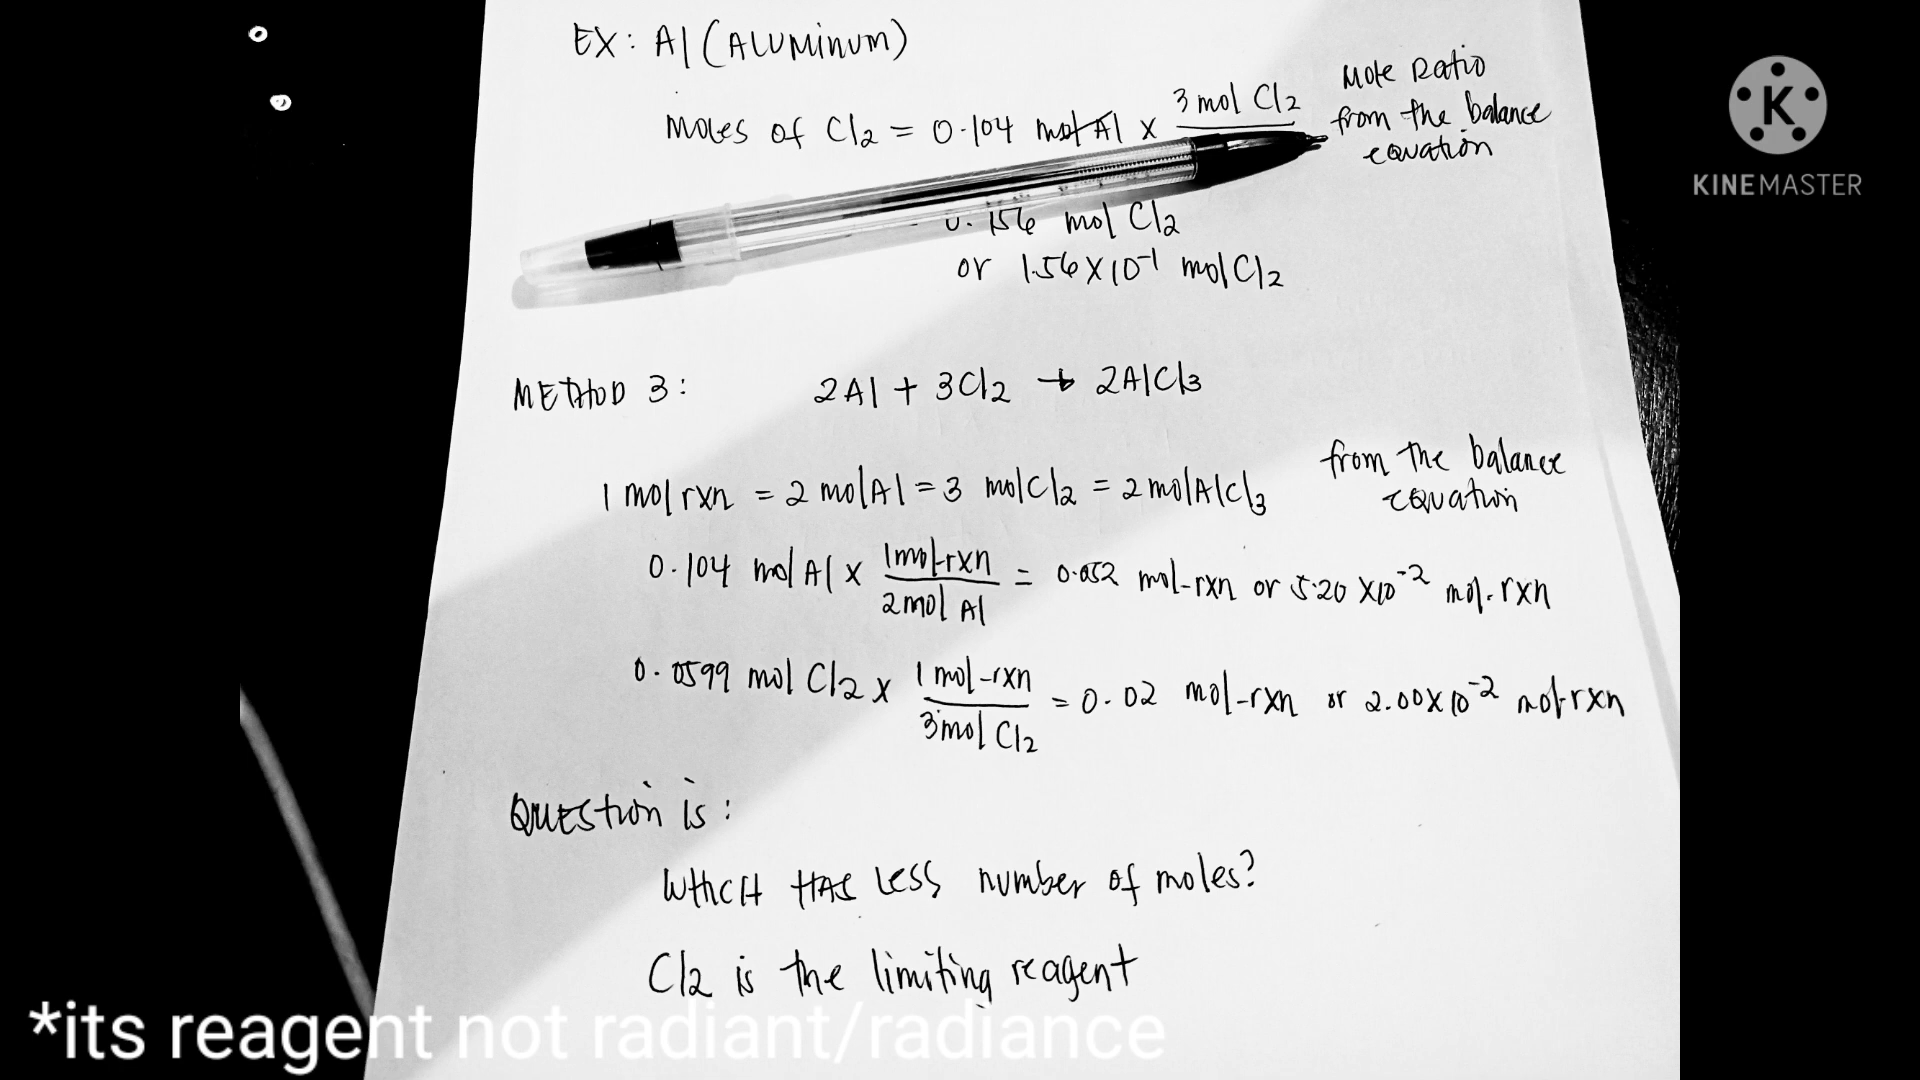 EX: Al (Aluminum)
Moles of Cl2 = 0.104 mol Al x 3 mol Cl2
Mole Ratio
from the balance
equation
0.156 mol Cl2
or 1.56 x 10-1 mol Cl2
METHOD 3: 2Al + 3Cl2 → 2AlCl3
1 mol rxn = 2 mol Al = 3 mol Cl2 = 2 mol AlCl3
from the balance
equation
0.104 mol Al x 1 mol-rxn / 2 mol Al = 0.052 mol-rxn or 5.20 x10-2 mol-rxn
0.0599 mol Cl2 x 1 mol-rxn / 3 mol Cl2 = 0.02 mol-rxn or 2.00x10-2 mol-rxn
Question is:
WHICH HAS LESS number of moles?
Cl2 is the limiting reagent
*its reagent not radiant/radiance
K
KINEMASTER